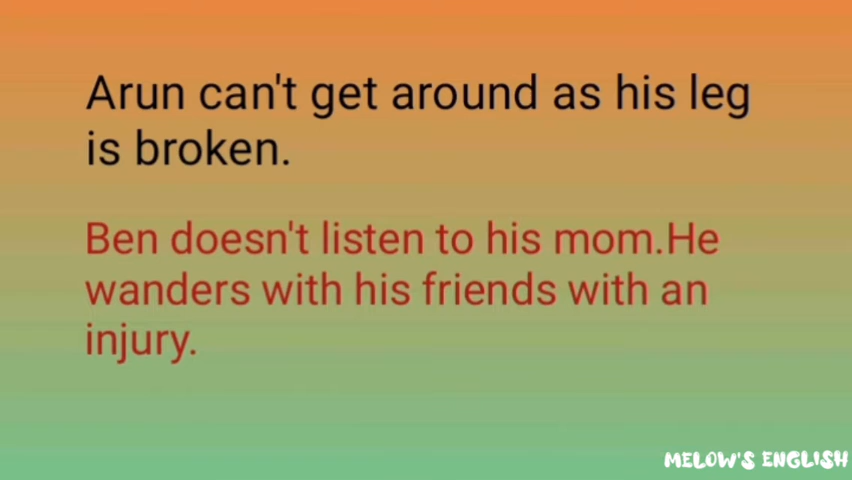 Arun can't get around as his leg
is broken.
Ben doesn't listen to his mom.He
wanders with his friends with an
injury.
MELOW'S ENGLISH